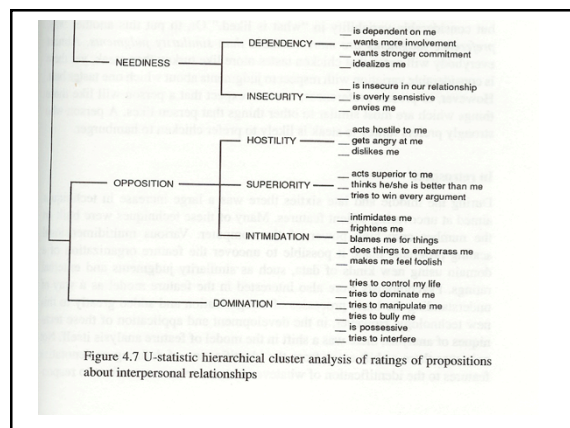 NEEDINESS
DEPENDENCY
__ is dependent on me
__ wants more involvement
__ wants stronger commitment
__ idealizes me
INSECURITY
__ is insecure in our relationship
__ is overly sensitive
__ envies me
OPPOSITION
HOSTILITY
__ acts hostile to me
__ gets angry at me
__ dislikes me
SUPERIORITY
__ acts superior to me
__ thinks he/she is better than me
__ tries to win every argument
INTIMIDATION
__ intimidates me
__ frightens me
__ blames me for things
__ does things to embarrass me
__ makes me feel foolish
DOMINATION
__ tries to control my life
__ tries to dominate me
__ tries to manipulate me
__ tries to bully me
__ is possessive
__ tries to interfere
Figure 4.7 U-statistic hierarchical cluster analysis of ratings of propositions
about interpersonal relationships